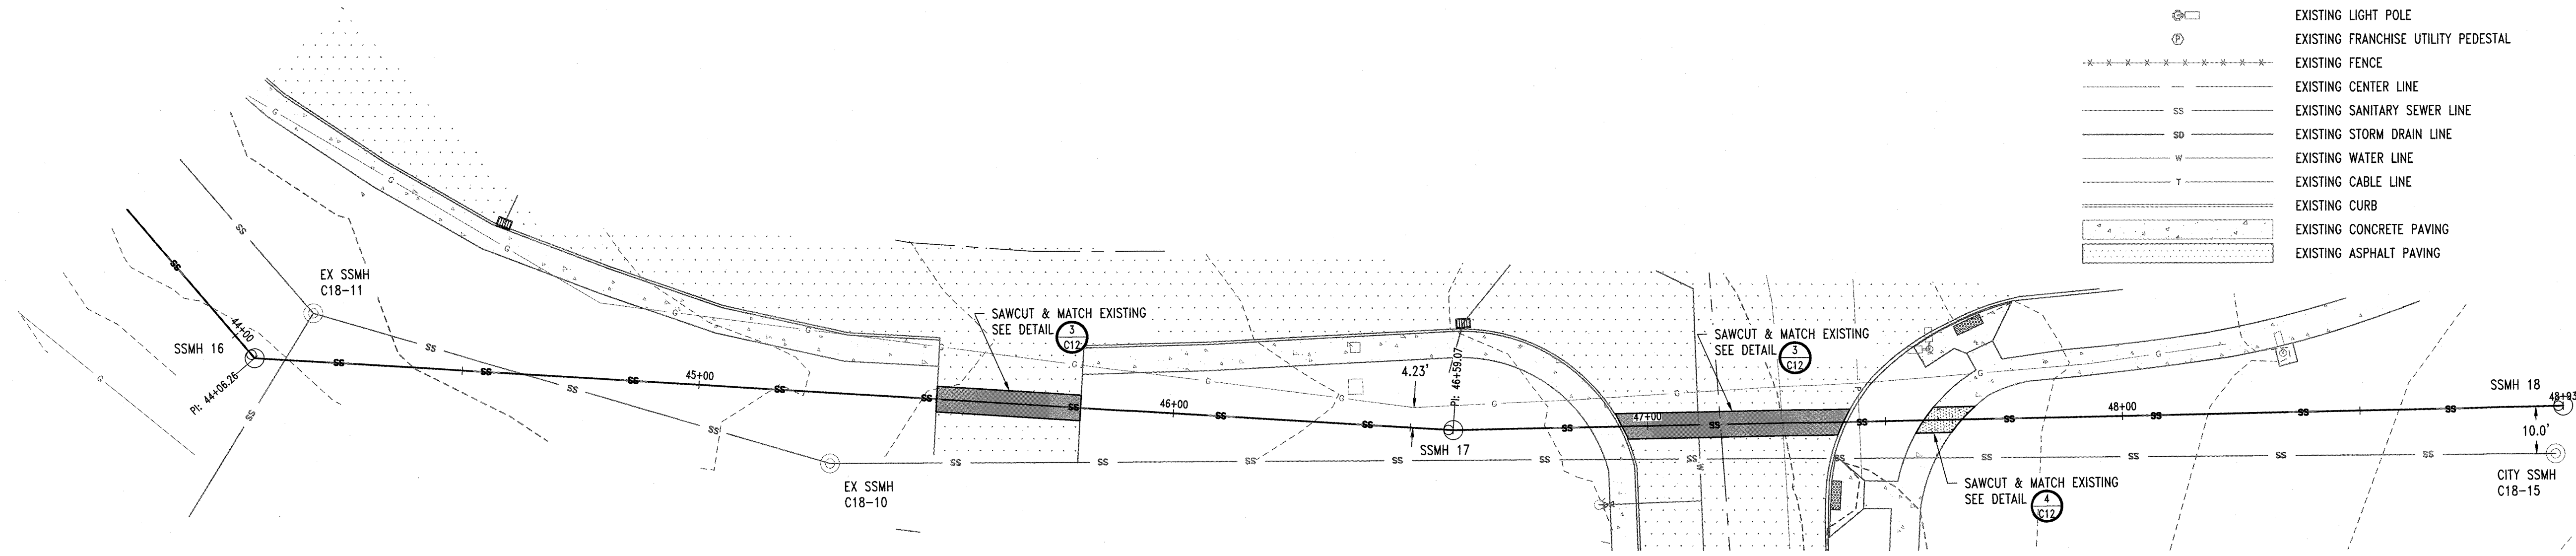 EXISTING LIGHT POLE
P
EXISTING FRANCHISE UTILITY PEDESTAL
X X X X X X X X X X
EXISTING FENCE
EXISTING CENTER LINE
SS
EXISTING SANITARY SEWER LINE
SD
EXISTING STORM DRAIN LINE
W
EXISTING WATER LINE
T
EXISTING CABLE LINE
EXISTING CURB
EXISTING CONCRETE PAVING
EXISTING ASPHALT PAVING
EX SSMH
C18-11
44+00
SSMH 16
PI: 44+06.26
45+00
SAWCUT & MATCH EXISTING
SEE DETAIL
3
C12
46+00
4.23'
PI: 46+59.07
SSMH 17
EX SSMH
C18-10
SAWCUT & MATCH EXISTING
SEE DETAIL
3
C12
47+00
48+00
SAWCUT & MATCH EXISTING
SEE DETAIL
4
C12
SSMH 18
48+93
10.0'
CITY SSMH
C18-15